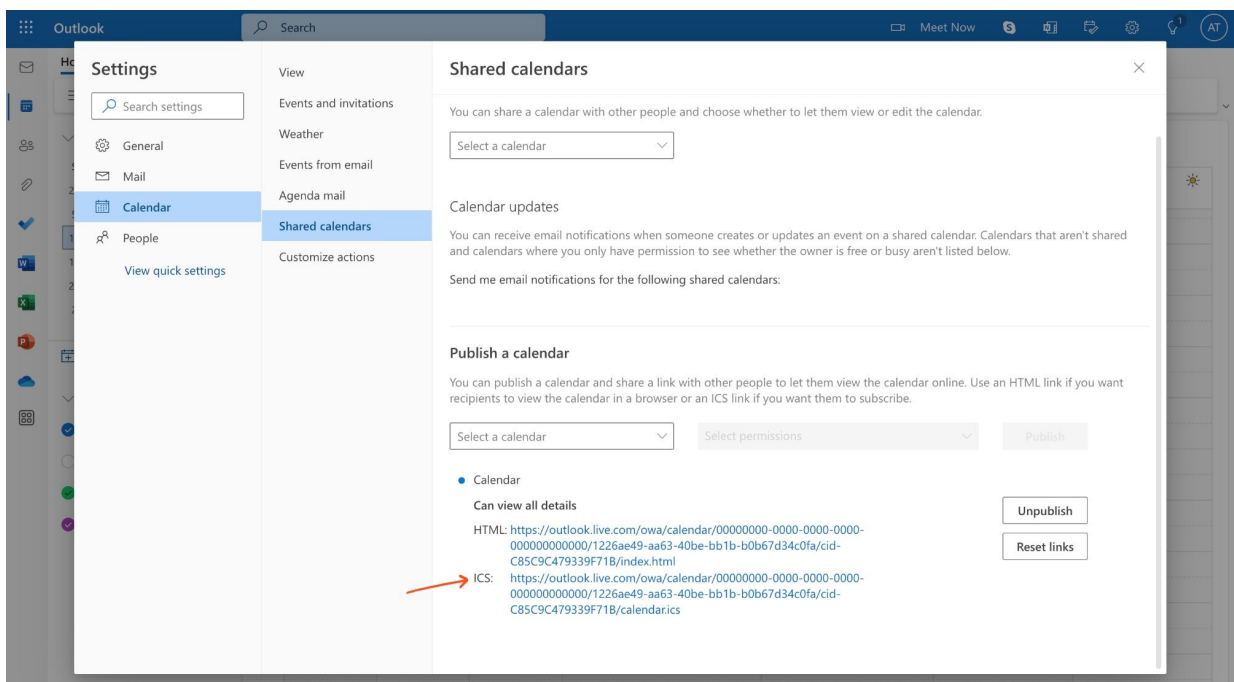 Outlook
Search
Meet Now
1
AT
Settings
Search settings
General
Mail
Calendar
People
View quick settings
View
Events and invitations
Weather
Events from email
Agenda mail
Shared calendars
Customize actions
Shared calendars
You can share a calendar with other people and choose whether to let them view or edit the calendar.
Select a calendar
Calendar updates
You can receive email notifications when someone creates or updates an event on a shared calendar. Calendars that aren't shared
and calendars where you only have permission to see whether the owner is free or busy aren't listed below.
Send me email notifications for the following shared calendars:
Publish a calendar
You can publish a calendar and share a link with other people to let them view the calendar online. Use an HTML link if you want
recipients to view the calendar in a browser or an ICS link if you want them to subscribe.
Select a calendar
Select permissions
Publish
Calendar
Can view all details
Unpublish
HTML: https://outlook.live.com/owa/calendar/00000000-0000-0000-0000-
000000000000/1226ae49-aa63-40be-bb1b-b0b67d34c0fa/cid-
C85C9C479339F71B/index.html
Reset links
ICS: https://outlook.live.com/owa/calendar/00000000-0000-0000-0000-
000000000000/1226ae49-aa63-40be-bb1b-b0b67d34c0fa/cid-
C85C9C479339F71B/calendar.ics